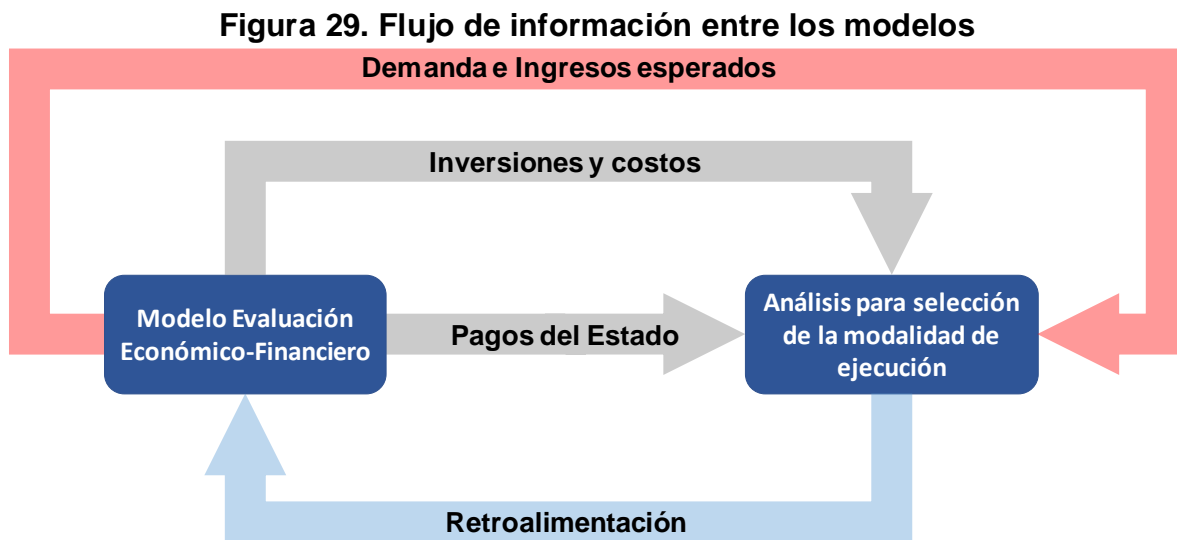 Figura 29. Flujo de información entre los modelos
Demanda e Ingresos esperados
Inversiones y costos
Modelo Evaluación
Económico-Financiero
Pagos del Estado
Análisis para selección
de la modalidad de
ejecución
Retroalimentación